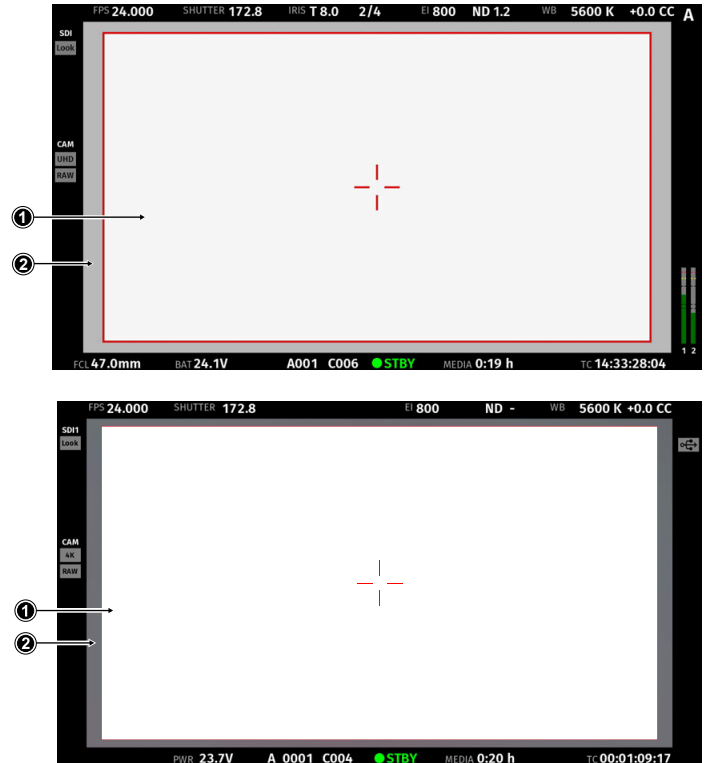 FPS 24.000 SHUTTER 172.8 IRIS T 8.0 2/4 EI 800 ND 1.2 WB 5600 K +0.0 CC A
SDI
Look
CAM
UHD
RAW
1
2
1 2
FCL 47.0mm BAT 24.1V A001 C006 STBY MEDIA 0:19 h TC 14:33:28:04
FPS 24.000 SHUTTER 172.8 EI 800 ND - WB 5600 K +0.0 CC
SDI1
Look
CAM
4K
RAW
1
2
PWR 23.7V A 0001 C004 STBY MEDIA 0:20 h TC 00:01:09:17